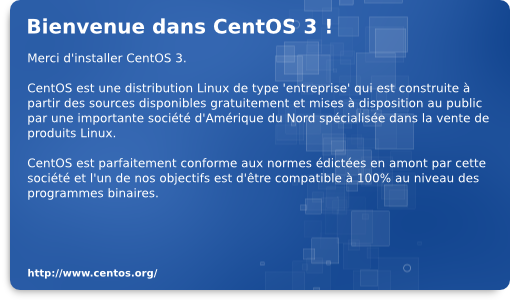 Bienvenue dans CentOS 3 !
Merci d'installer CentOS 3.
CentOS est une distribution Linux de type 'entreprise' qui est construite à
partir des sources disponibles gratuitement et mises à disposition au public
par une importante société d'Amérique du Nord spécialisée dans la vente de
produits Linux.
CentOS est parfaitement conforme aux normes édictées en amont par cette
société et l'un de nos objectifs est d'être compatible à 100% au niveau des
programmes binaires.
http://www.centos.org/